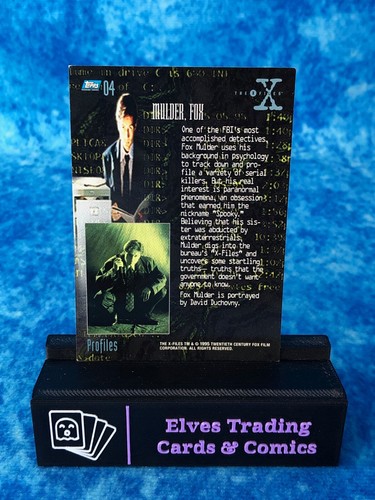 Topps 04
THE X FILES
X
MULDER, FOX
One of the FBI's most
accomplished detectives,
Fox Mulder uses his
background in psychology
to track down and pro-
file a variety of serial
killers. But his real
interest is paranormal
phenomena, an obsession
that earned him the
nickname "Spooky."
Believing that his sis-
ter was abducted by
extraterrestrials,
Mulder digs into the
bureau's "X-Files" and
uncovers some startling
truths— truths that the
government doesn't want
anyone to know.
Fox Mulder is portrayed
by David Duchovny.
Profiles
THE X-FILES TM & © 1995 TWENTIETH CENTURY FOX FILM
CORPORATION. ALL RIGHTS RESERVED.
Elves Trading
Cards & Comics